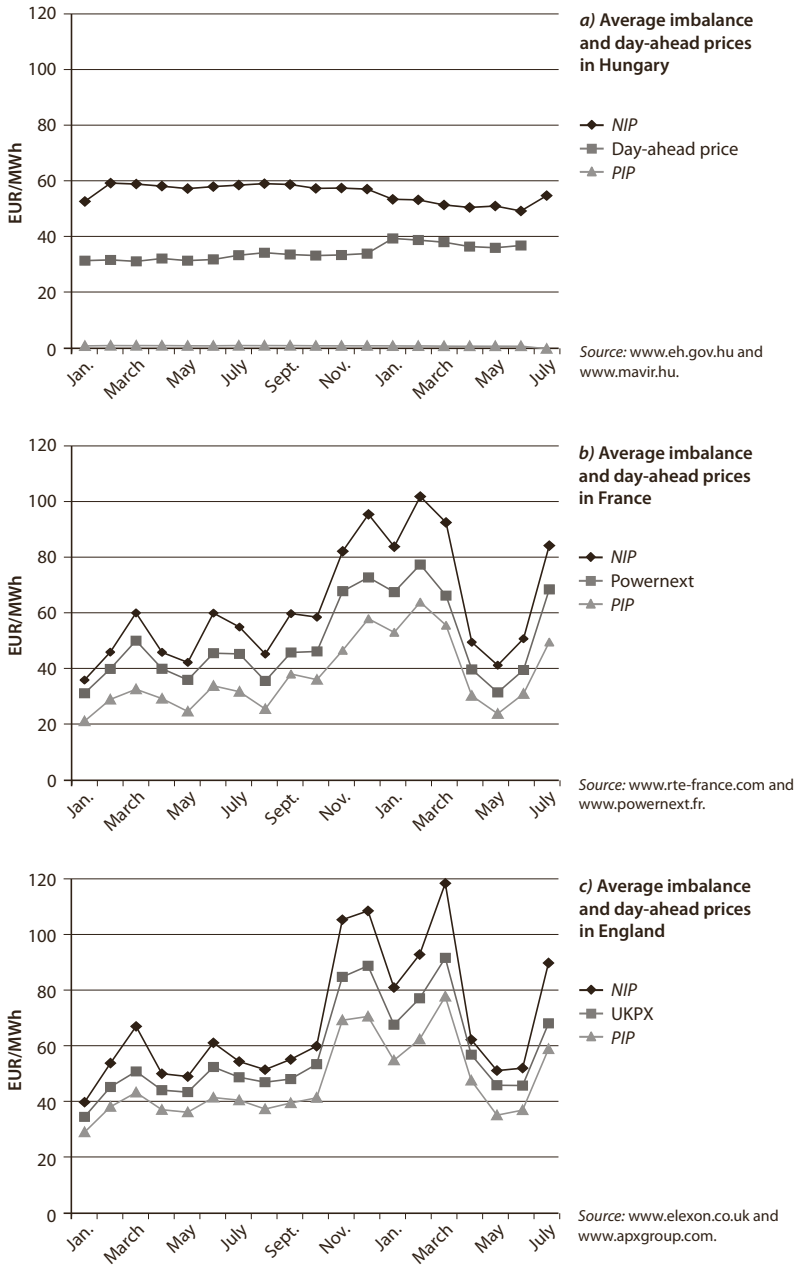 120
100
80
60
40
20
0
EUR/MWh
Jan.
March
May
July
Sept.
Nov.
Jan.
March
May
July
a) Average imbalance
and day-ahead prices
in Hungary
NIP
Day-ahead price
PIP
Source: www.eh.gov.hu and
www.mavir.hu.
120
100
80
60
40
20
0
EUR/MWh
Jan.
March
May
July
Sept.
Nov.
Jan.
March
May
July
b) Average imbalance
and day-ahead prices
in France
NIP
Powernext
PIP
Source: www.rte-france.com and
www.powernext.fr.
120
100
80
60
40
20
0
EUR/MWh
Jan.
March
May
July
Sept.
Nov.
Jan.
March
May
July
c) Average imbalance
and day-ahead prices
in England
NIP
UKPX
PIP
Source: www.elexon.co.uk and
www.apxgroup.com.